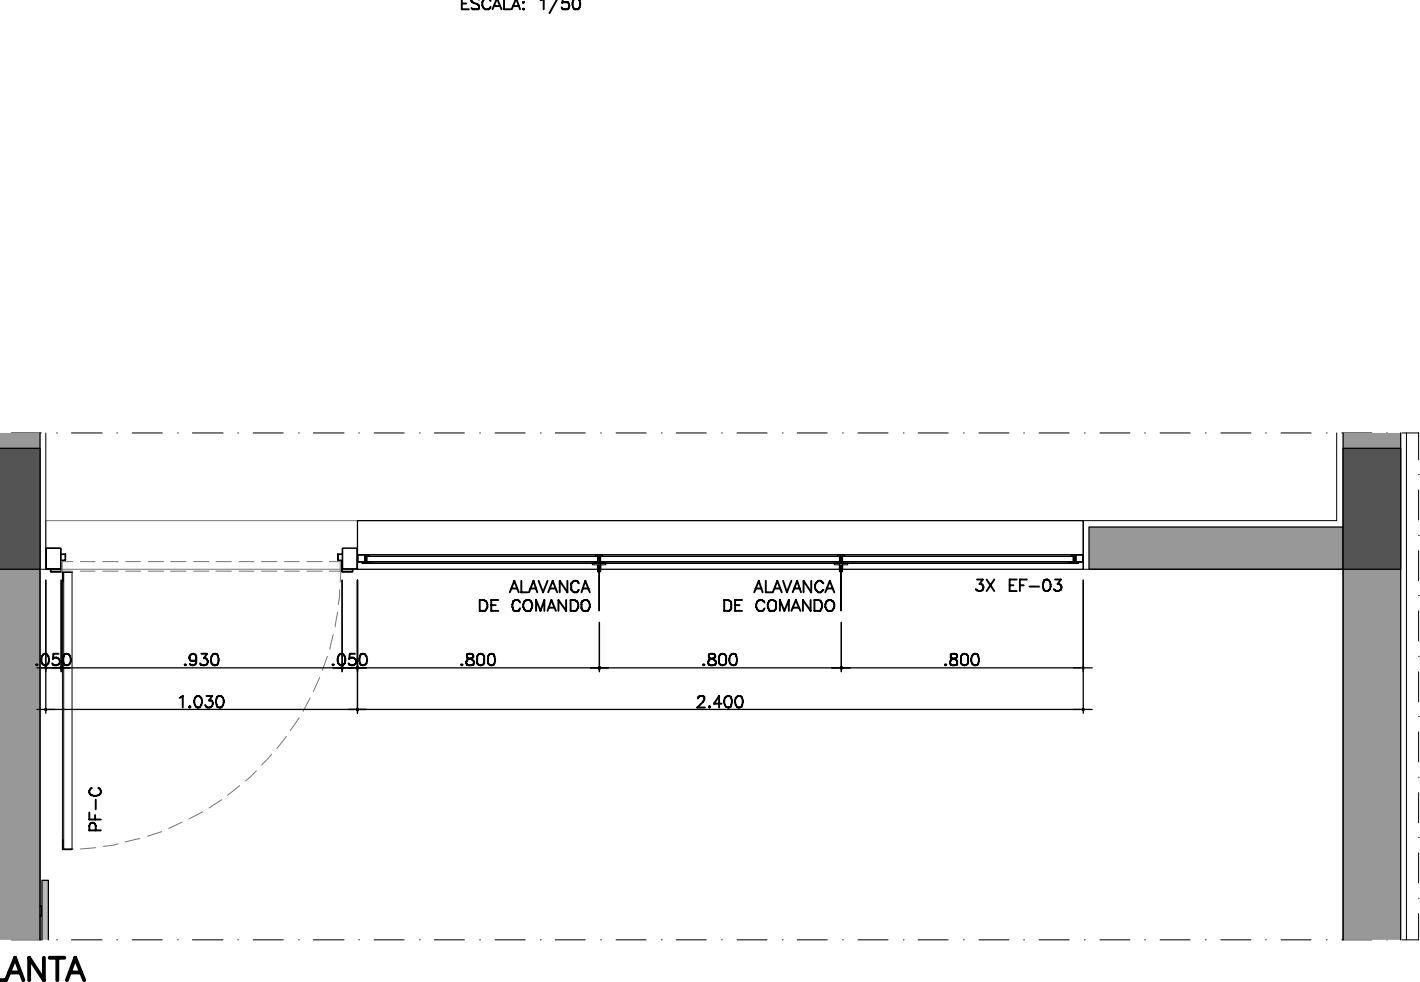 ESCALA: 1/50
ALAVANCA
DE COMANDO
ALAVANCA
DE COMANDO
3X EF-03
.050
.930
.050
.800
.800
.800
1.030
2.400
PF-C
LANTA